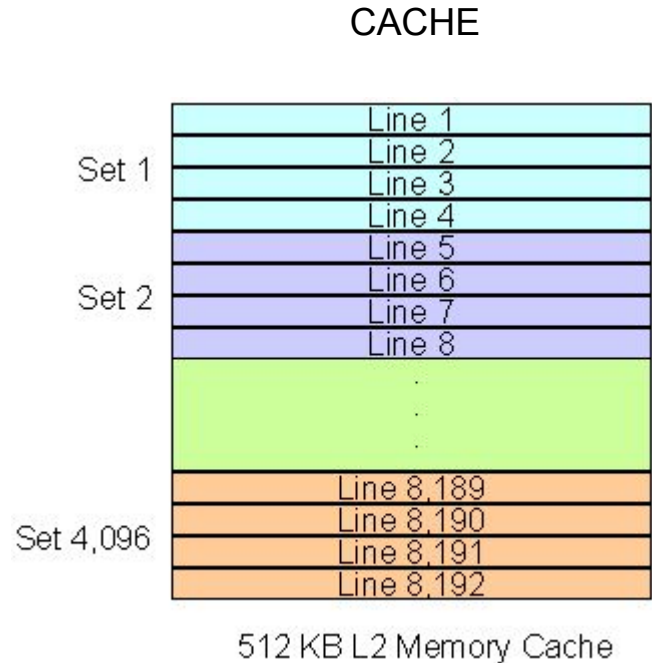 CACHE
Set 1
Line 1
Line 2
Line 3
Line 4
Set 2
Line 5
Line 6
Line 7
Line 8
.
.
.
Set 4,096
Line 8,189
Line 8,190
Line 8,191
Line 8,192
512 KB L2 Memory Cache